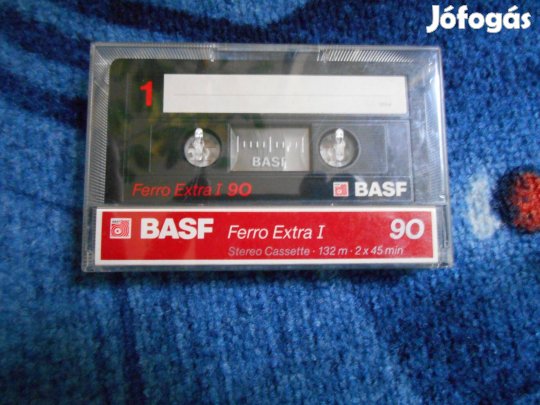 Jófogás
1
BASF
Ferro Extra I 90
BASF
BASF Ferro Extra I 90
Stereo Cassette · 132 m · 2 x 45 min